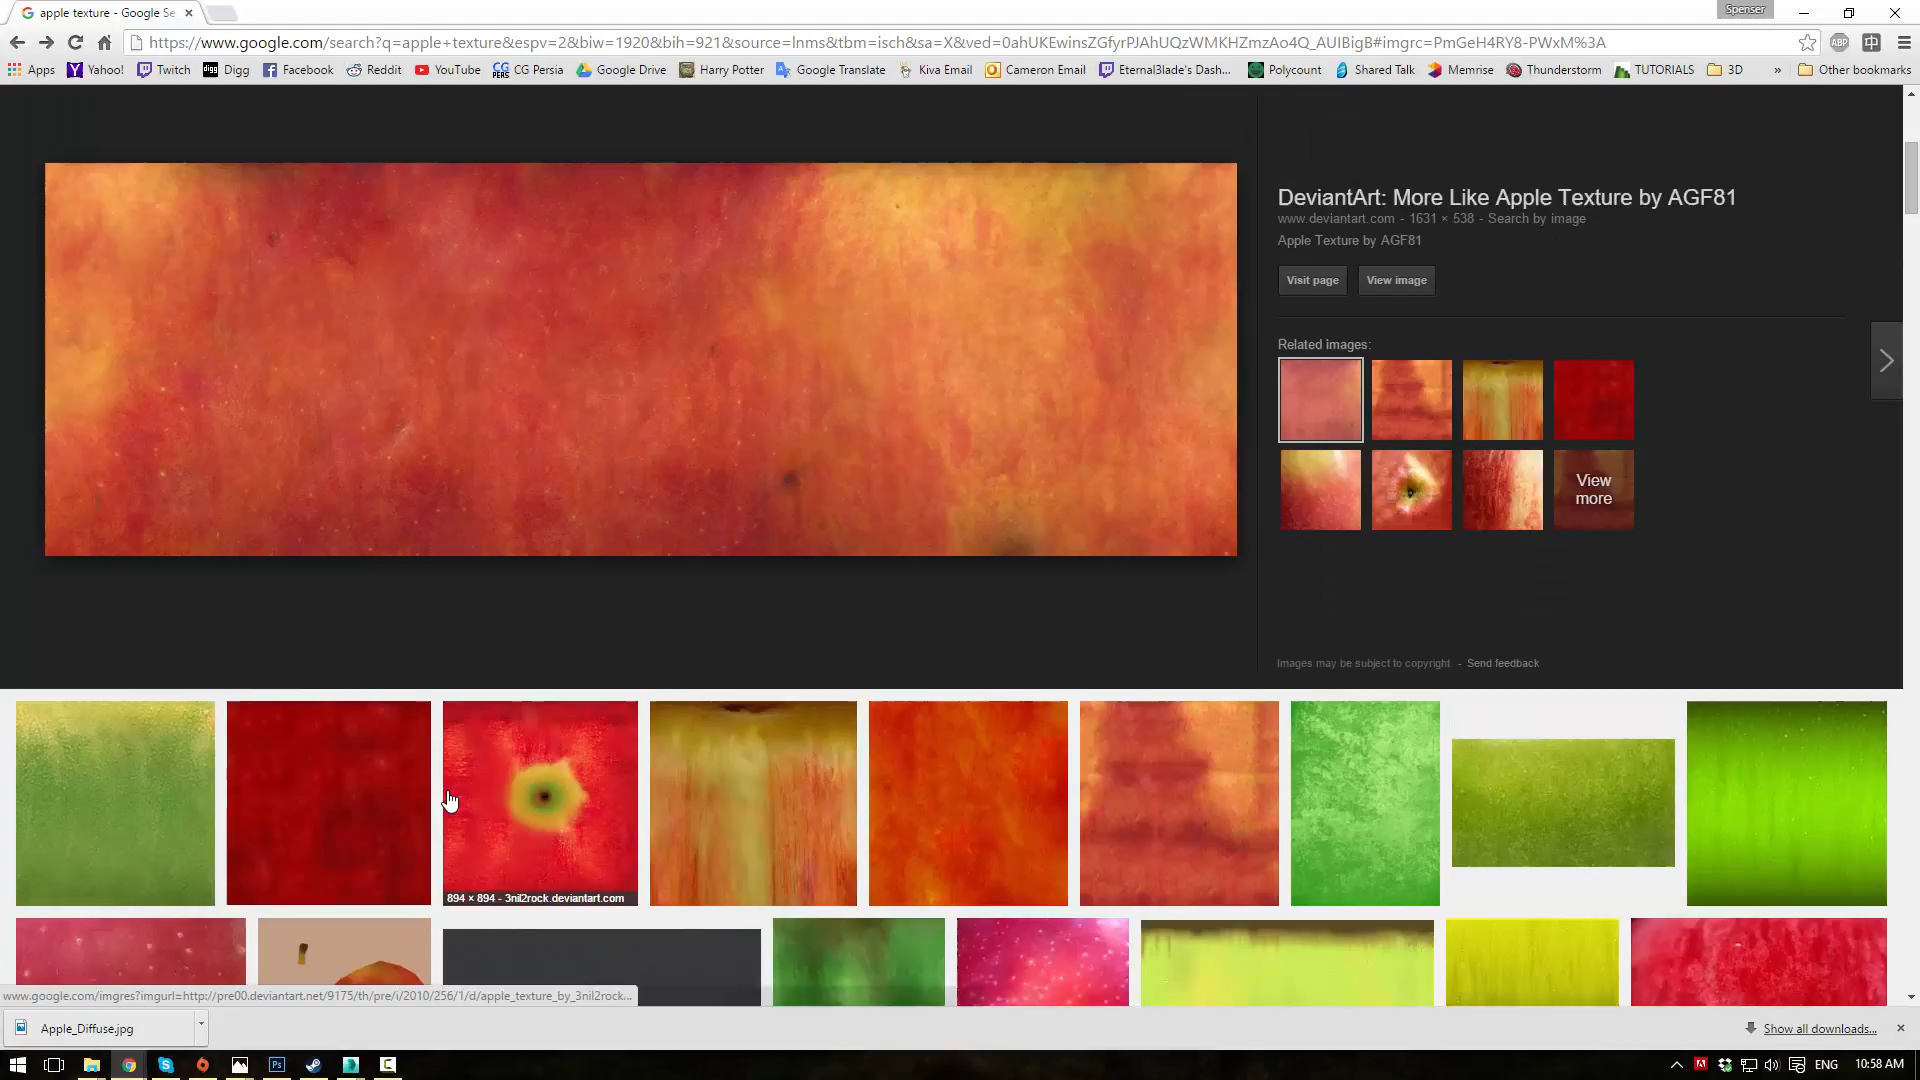 apple texture - Google Se
Spenser
https://www.google.com/search?q=apple+texture&espv=2&biw=1920&bih=921&source=lnms&tbm=isch&sa=X&ved=0ahUKEwinsZGfyrPJAhUQzWMKHZmzAo4Q_AUIBigB#imgrc=PmGeH4RY8-PWxM%3A
ABP
Apps Yahoo! Twitch digg Digg Facebook Reddit YouTube CG PERS CG Persia Google Drive Harry Potter Google Translate Kiva Email Cameron Email Eternal3lade's Dash... Polycount Shared Talk Memrise Thunderstorm TUTORIALS 3D » Other bookmarks
DeviantArt: More Like Apple Texture by AGF81
www.deviantart.com - 1631 × 538 - Search by image
Apple Texture by AGF81
Visit page View image
Related images:
View
more
Images may be subject to copyright. - Send feedback
894 × 894 - 3nil2rock.deviantart.com
www.google.com/imgres?imgurl=http://pre00.deviantart.net/9175/th/pre/i/2010/256/1/d/apple_texture_by_3nil2rock...
Apple_Diffuse.jpg
Show all downloads...
Ps
ENG
10:58 AM